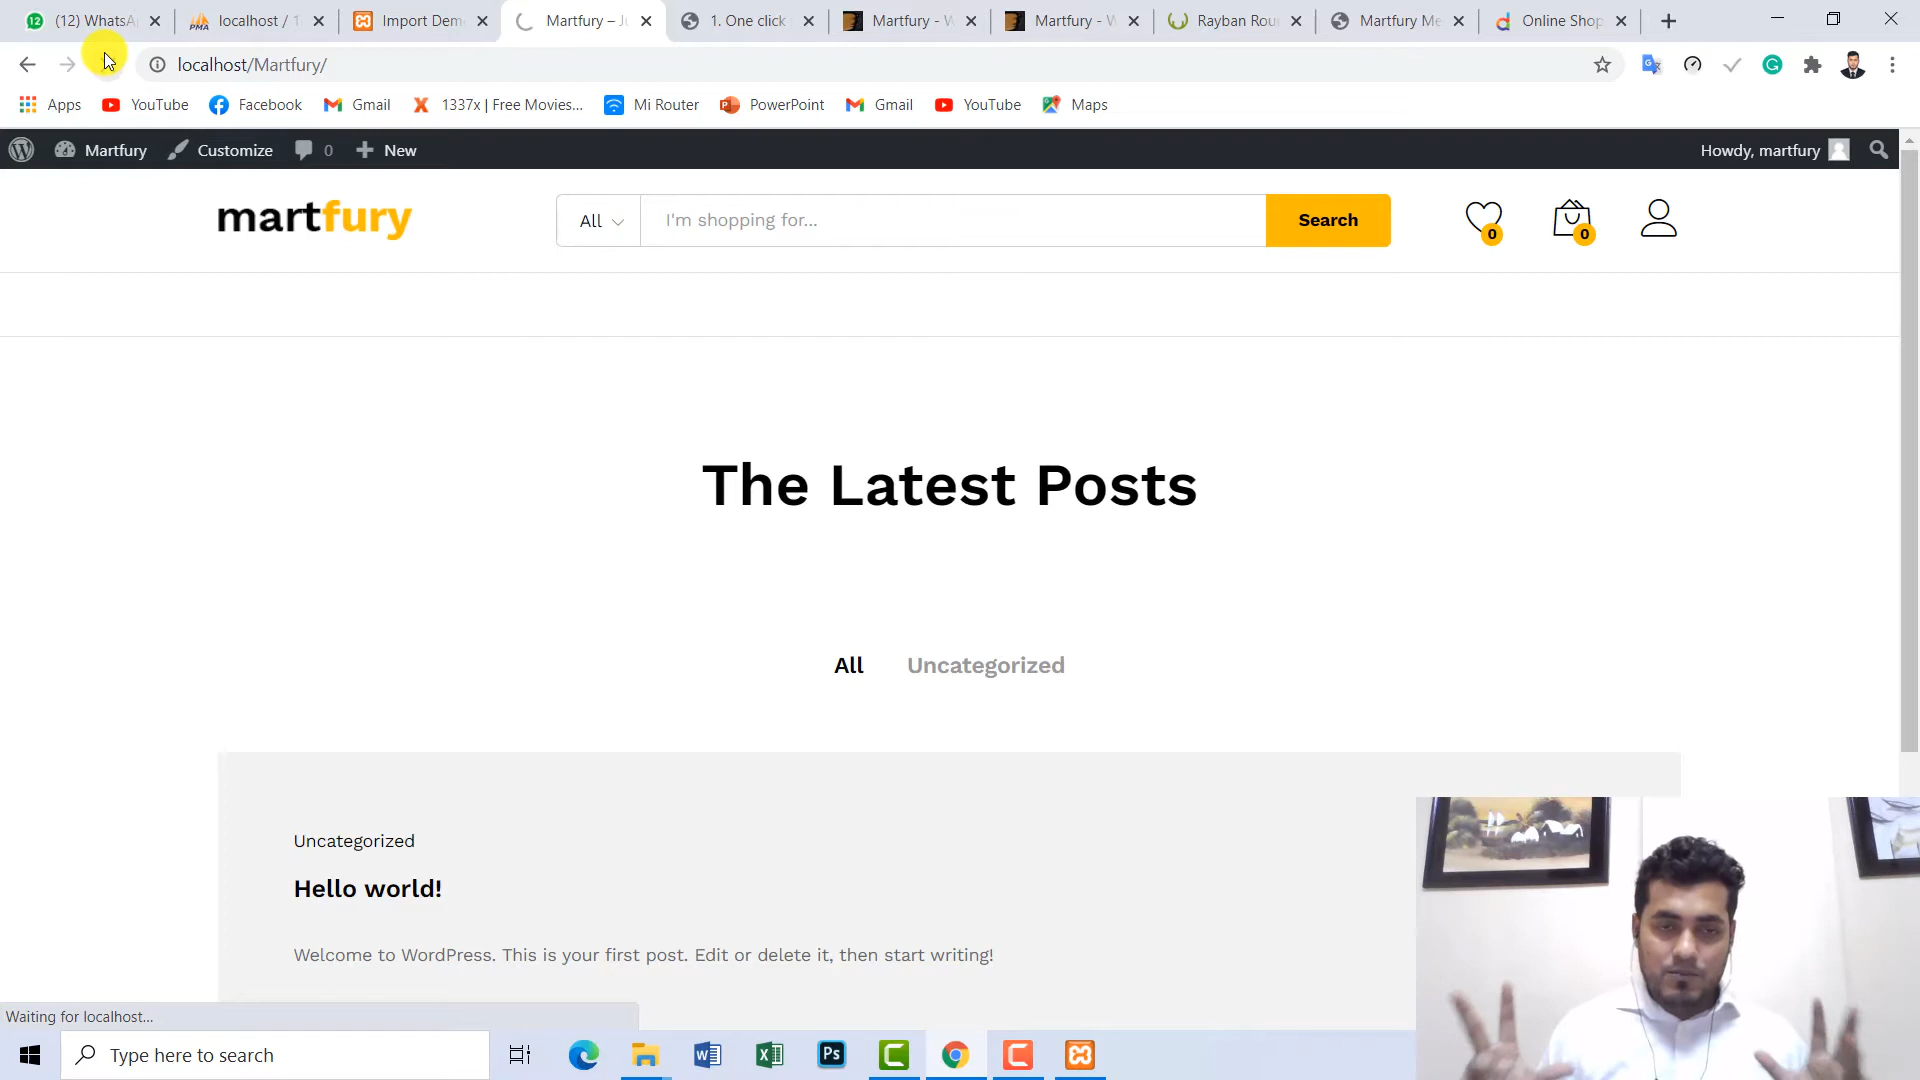 (12) WhatsA
localhost / 1
Import Dem
Martfury – Ju
1. One click
Martfury - W
Martfury - W
Rayban Rou
Martfury Me
Online Shop
localhost/Martfury/
Apps
YouTube
Facebook
Gmail
1337x | Free Movies...
Mi Router
PowerPoint
Gmail
YouTube
Maps
Martfury
Customize
0
New
Howdy, martfury
martfury
All
I'm shopping for...
Search
0
0
The Latest Posts
All
Uncategorized
Uncategorized
Hello world!
Welcome to WordPress. This is your first post. Edit or delete it, then start writing!
Waiting for localhost...
Type here to search